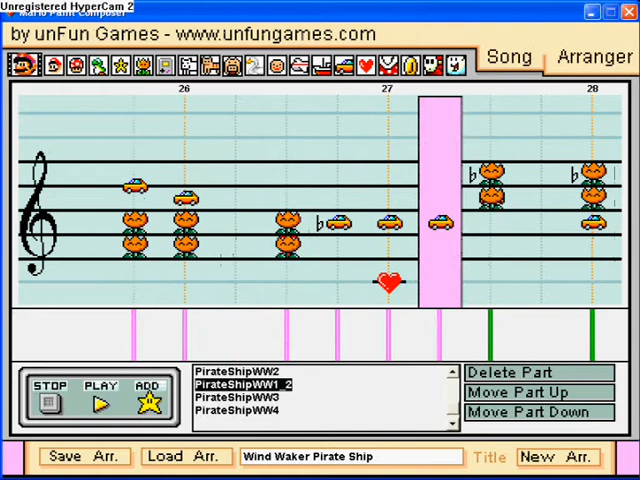 Unregistered HyperCam 2
by unFun Games - www.unfungames.com
Song
Arranger
26
27
28
♭
♭
♭
STOP
PLAY
ADD
PirateShipWW2
PirateShipWW1_2
PirateShipWW3
PirateShipWW4
Delete Part
Move Part Up
Move Part Down
Save Arr.
Load Arr.
Wind Waker Pirate Ship
Title
New Arr.